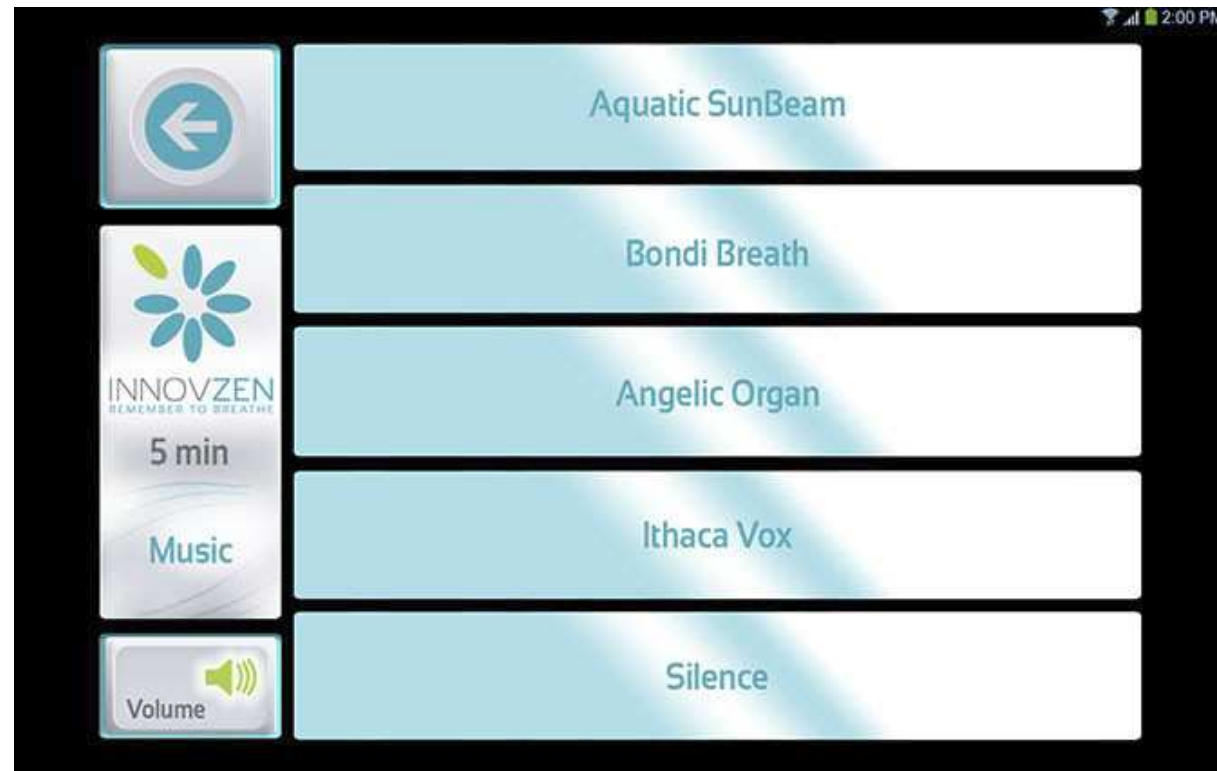 2:00 PM
Aquatic SunBeam
Bondi Breath
INNOVZEN
REMEMBER TO BREATHE
5 min
Music
Angelic Organ
Ithaca Vox
Silence
Volume